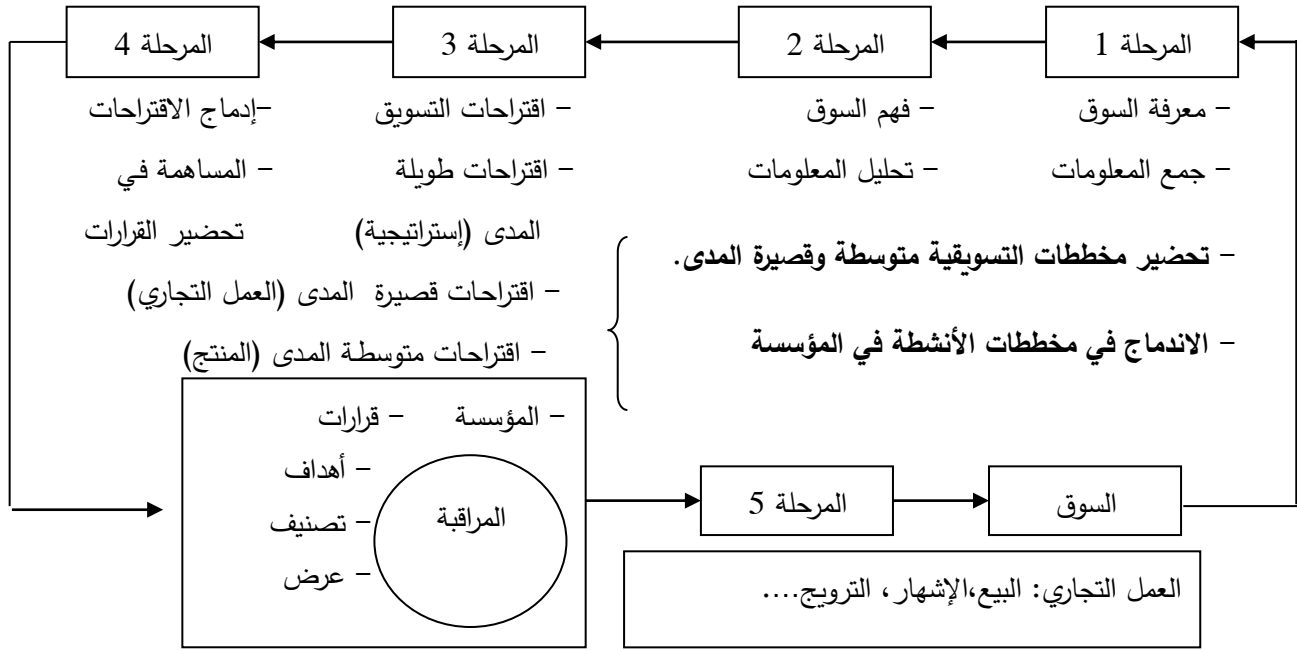 المرحلة 1
المرحلة 2
المرحلة 3
المرحلة 4
– معرفة السوق
– جمع المعلومات
– فهم السوق
– تحليل المعلومات
– اقتراحات التسويق
– اقتراحات طويلة
المدى (إستراتيجية)
– اقتراحات قصيرة المدى (العمل التجاري)
– اقتراحات متوسطة المدى (المنتج)
–إدماج الاقتراحات
– المساهمة في
تحضير القرارات
– تحضير مخططات التسويقية متوسطة وقصيرة المدى.
– الاندماج في مخططات الأنشطة في المؤسسة
– المؤسسة
– قرارات
– أهداف
– تصنيف
– عرض
المراقبة
المرحلة 5
السوق
العمل التجاري: البيع،الإشهار، الترويج....